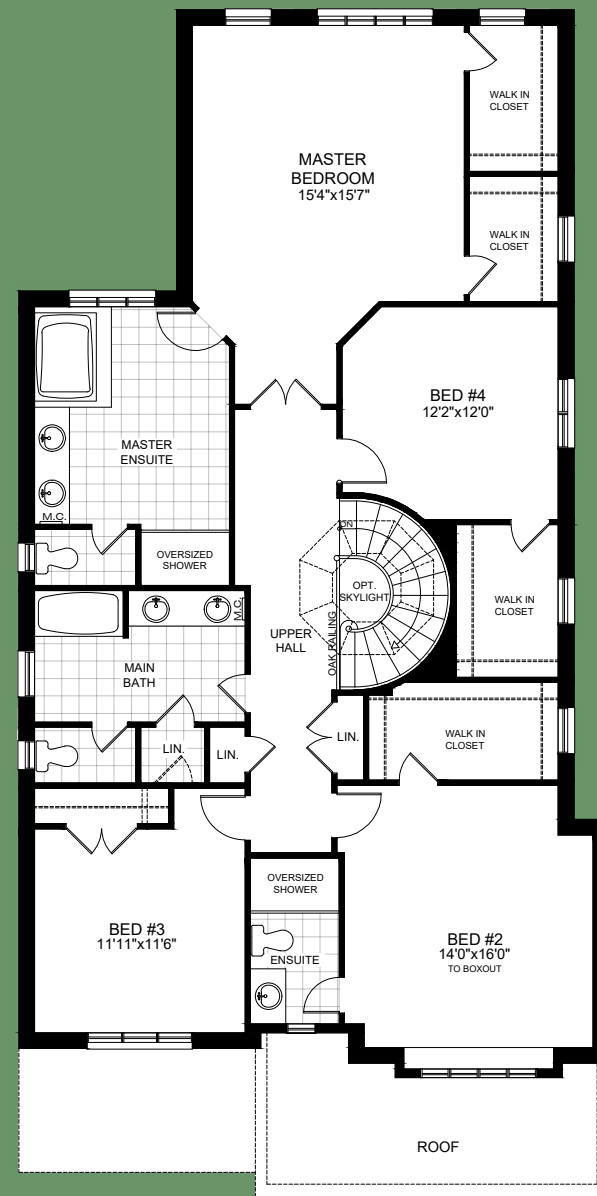 WALK IN
CLOSET
MASTER
BEDROOM
15'4"x15'7"
WALK IN
CLOSET
BED #4
12'2"x12'0"
MASTER
ENSUITE
M.C.
DN
OVERSIZED
SHOWER
OPT.
SKYLIGHT
WALK IN
CLOSET
M.C.
UPPER
HALL
OAK RAILING
MAIN
BATH
WALK IN
CLOSET
LIN.
LIN.
LIN.
OVERSIZED
SHOWER
BED #3
11'11"x11'6"
BED #2
14'0"x16'0"
TO BOXOUT
ENSUITE
ROOF